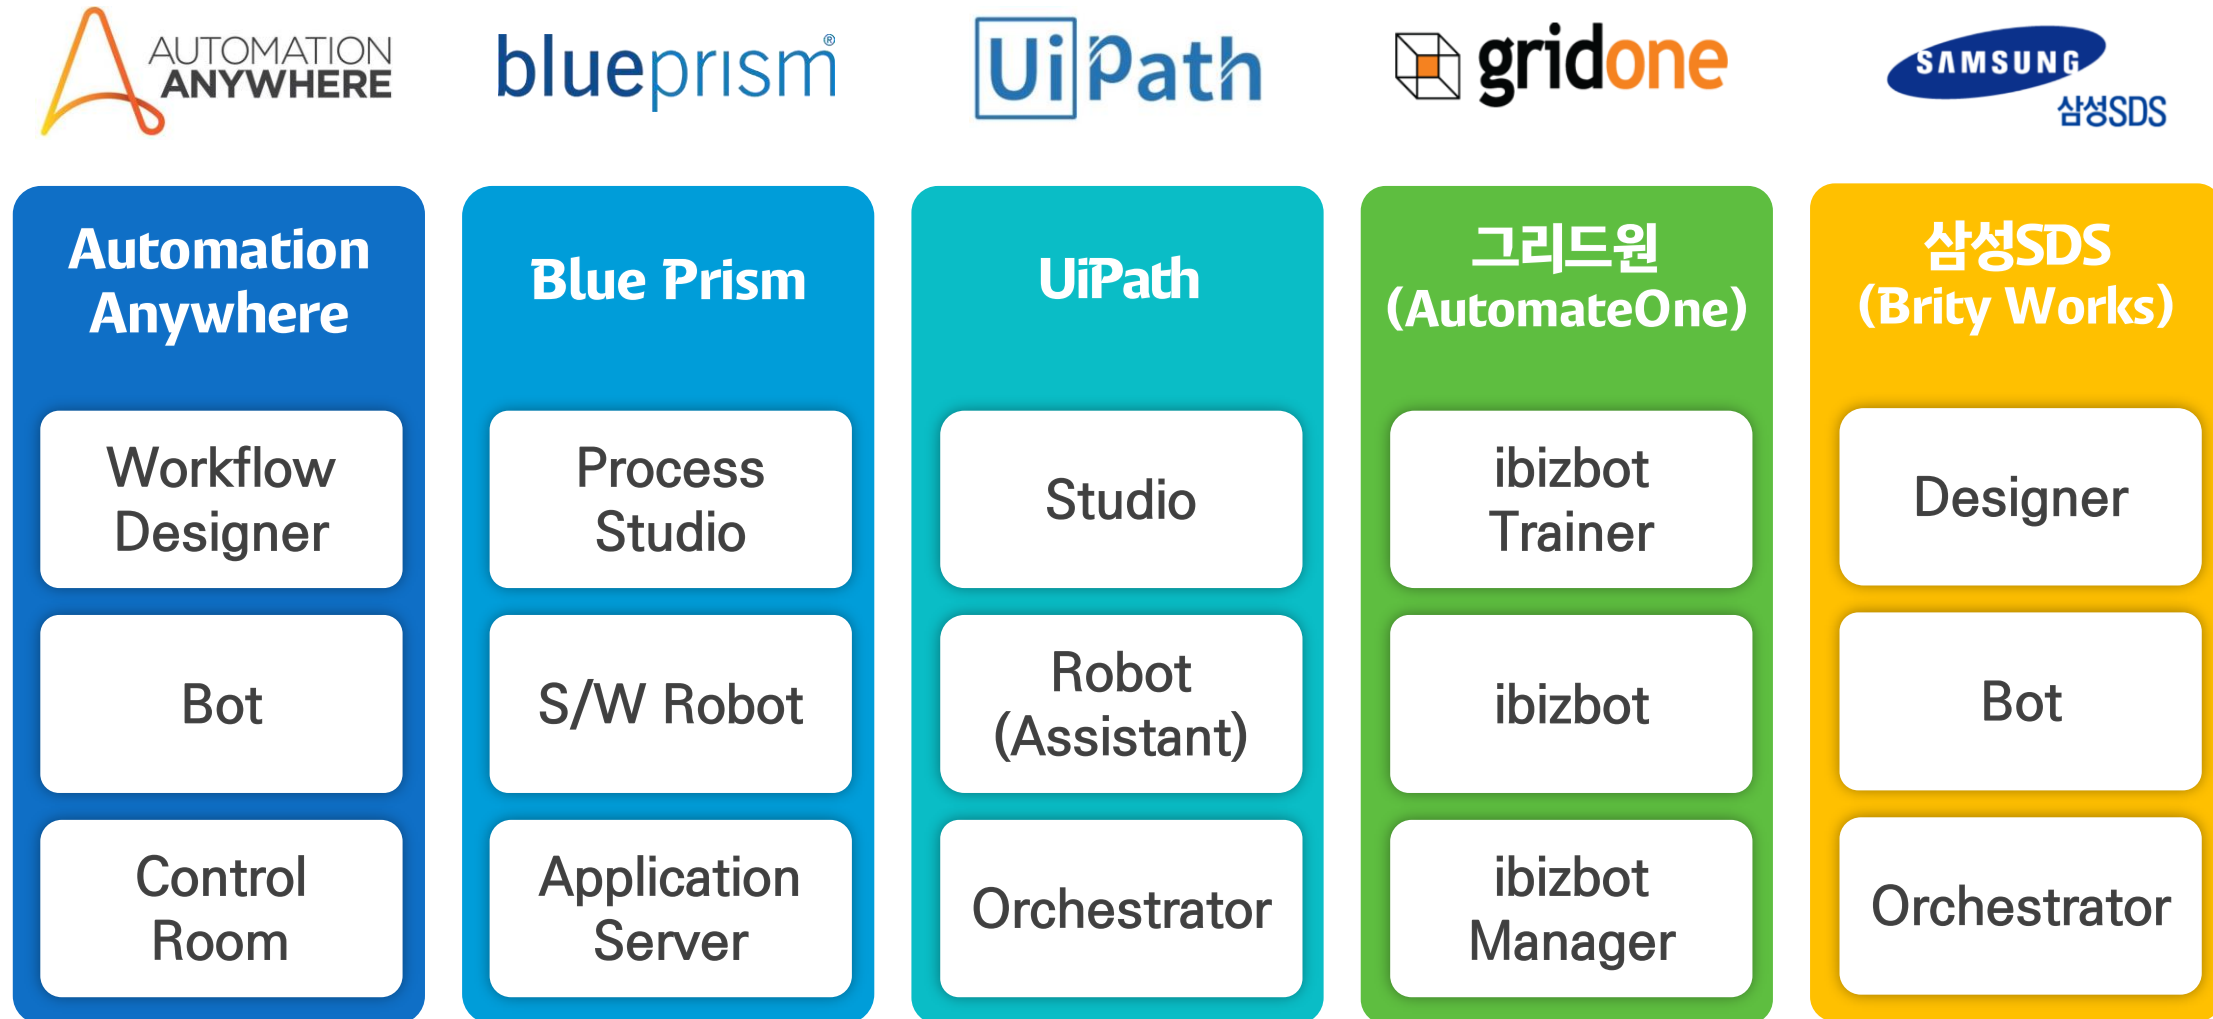 AUTOMATION
ANYWHERE
blueprism®
UiPath
gridone
SAMSUNG
삼성SDS
Automation
Anywhere
Workflow
Designer
Bot
Control
Room
Blue Prism
Process
Studio
S/W Robot
Application
Server
UiPath
Studio
Robot
(Assistant)
Orchestrator
그리드원
(AutomateOne)
ibizbot
Trainer
ibizbot
ibizbot
Manager
삼성SDS
(Brity Works)
Designer
Bot
Orchestrator